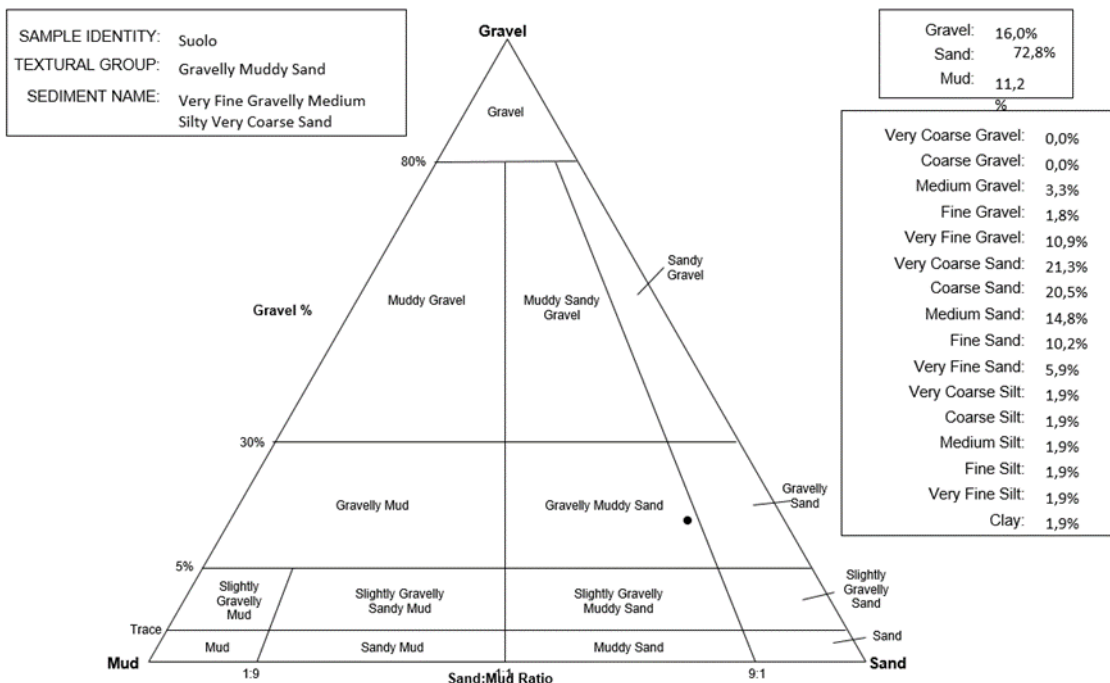 SAMPLE IDENTITY: Suolo
TEXTURAL GROUP: Gravelly Muddy Sand
SEDIMENT NAME: Very Fine Gravelly Medium
Silty Very Coarse Sand
Gravel: 16,0%
Sand: 72,8%
Mud: 11,2
%
Very Coarse Gravel: 0,0%
Coarse Gravel: 0,0%
Medium Gravel: 3,3%
Fine Gravel: 1,8%
Very Fine Gravel: 10,9%
Very Coarse Sand: 21,3%
Coarse Sand: 20,5%
Medium Sand: 14,8%
Fine Sand: 10,2%
Very Fine Sand: 5,9%
Very Coarse Silt: 1,9%
Coarse Silt: 1,9%
Medium Silt: 1,9%
Fine Silt: 1,9%
Very Fine Silt: 1,9%
Clay: 1,9%
Gravel
Gravel
80%
Sandy
Gravel
Muddy Gravel
Muddy Sandy
Gravel
Gravel %
30%
Gravelly Mud
Gravelly Muddy Sand
Gravelly
Sand
5%
Slightly
Gravelly
Mud
Slightly Gravelly
Sandy Mud
Slightly Gravelly
Muddy Sand
Slightly
Gravelly
Sand
Trace
Mud
Sandy Mud
Muddy Sand
Sand
Mud
Sand
1:9
1:1
9:1
Sand:Mud Ratio